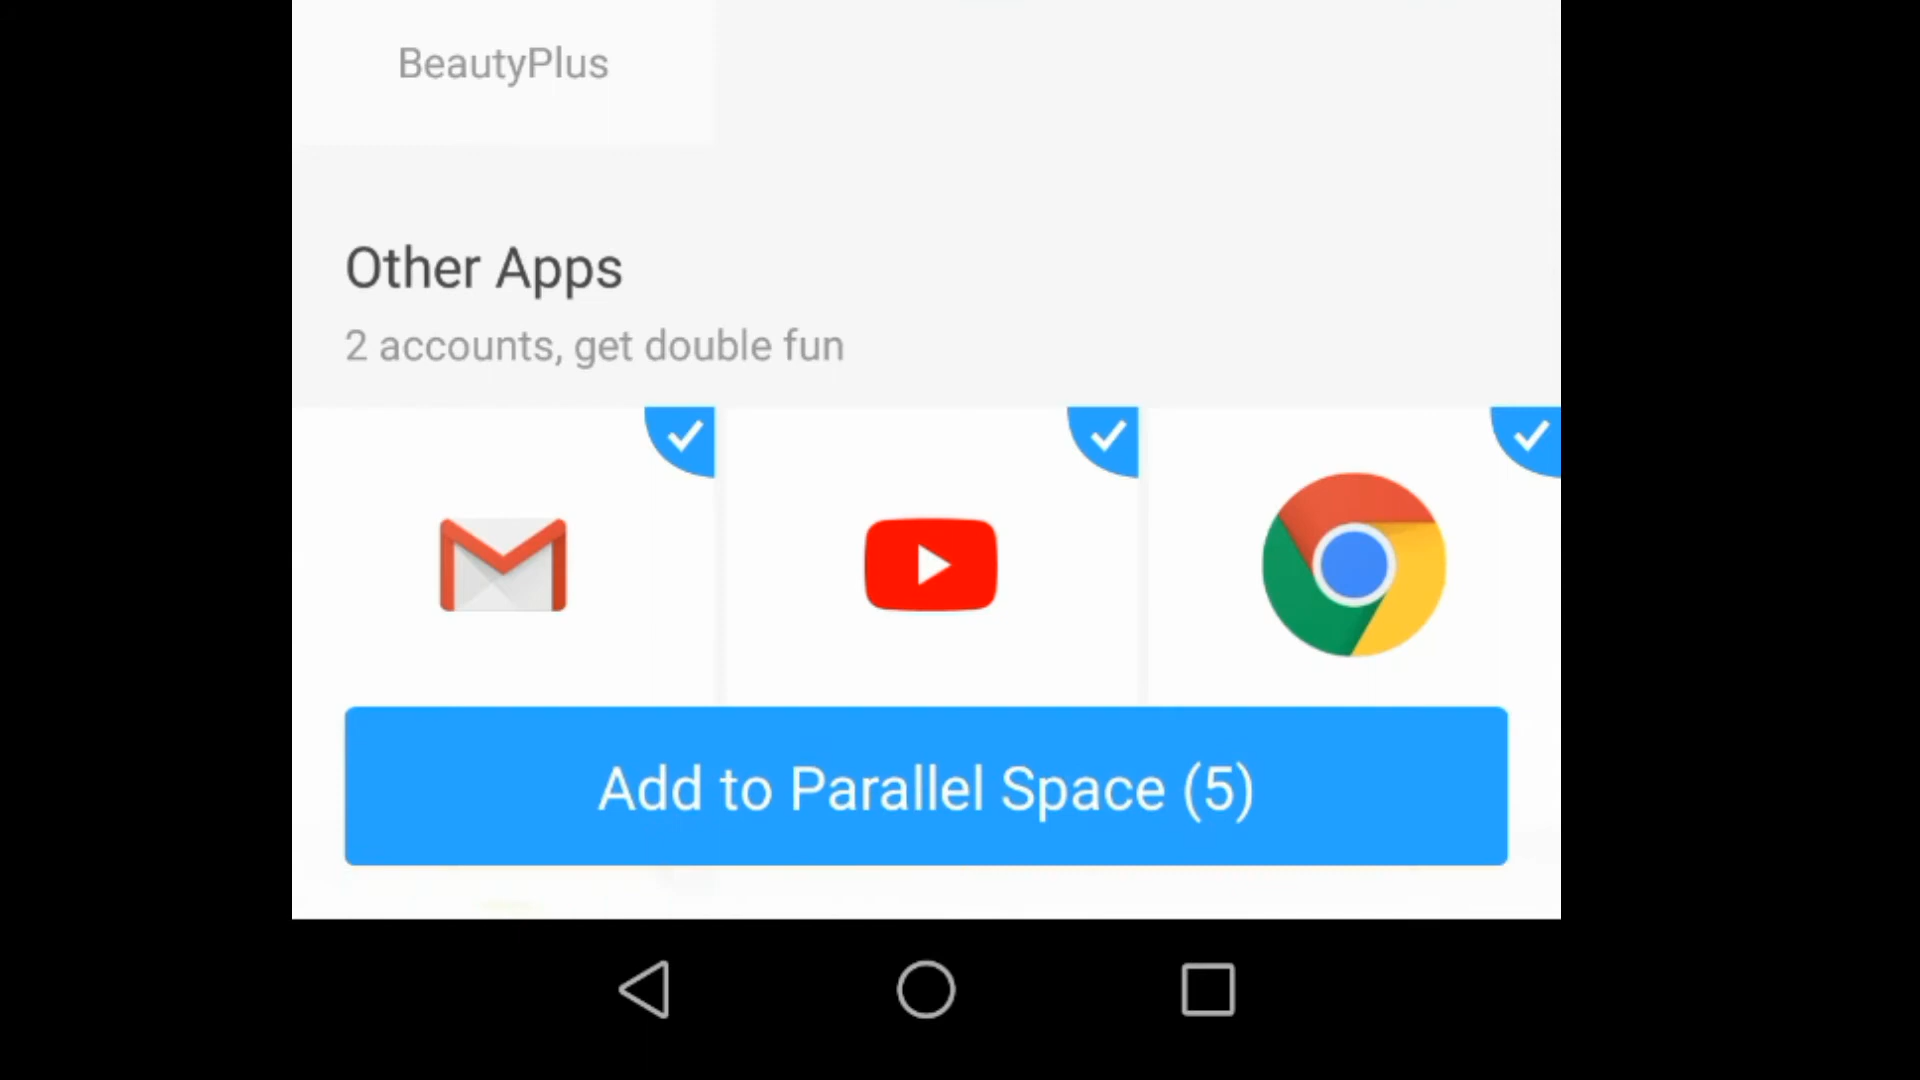 BeautyPlus
Other Apps
2 accounts, get double fun
Add to Parallel Space (5)